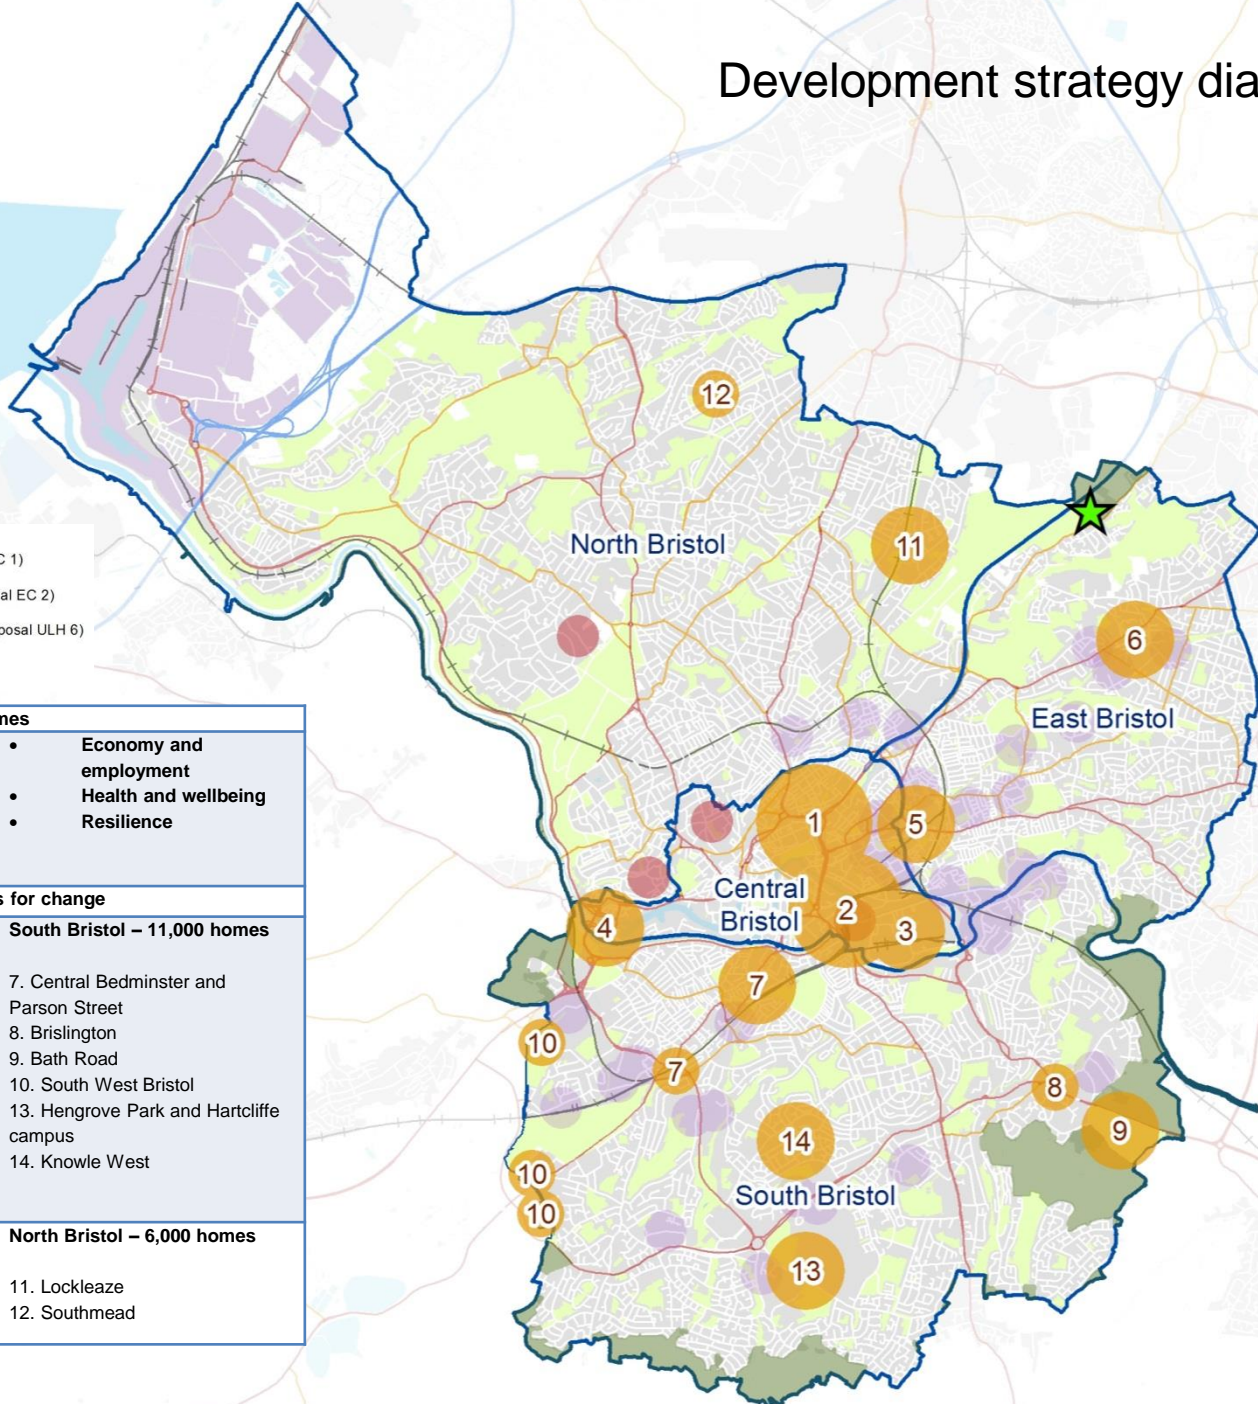 Development strategy dia
12
North Bristol
11
6
East Bristol
1
5
Central
Bristol
2
3
4
7
10
7
8
9
14
10
South Bristol
10
13
C 1)
al EC 2)
posal ULH 6)
mes
• Economy and
employment
• Health and wellbeing
• Resilience
s for change
South Bristol – 11,000 homes
7. Central Bedminster and
Parson Street
8. Brislington
9. Bath Road
10. South West Bristol
13. Hengrove Park and Hartcliffe
campus
14. Knowle West
North Bristol – 6,000 homes
11. Lockleaze
12. Southmead